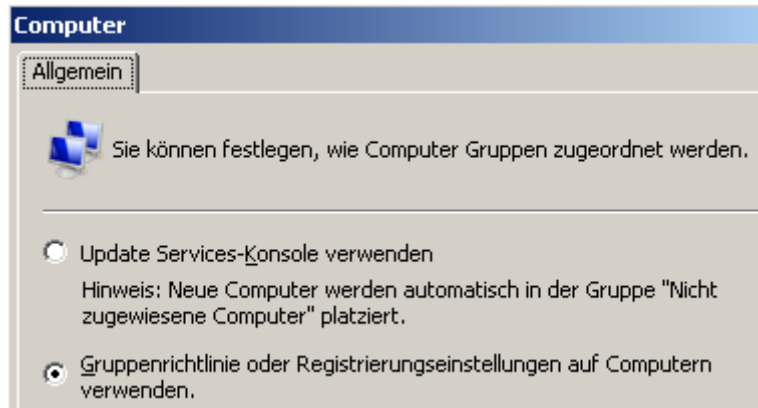 Computer
Allgemein
Sie können festlegen, wie Computer Gruppen zugeordnet werden.
Update Services-Konsole verwenden
Hinweis: Neue Computer werden automatisch in der Gruppe "Nicht
zugewiesene Computer" platziert.
Gruppenrichtlinie oder Registrierungseinstellungen auf Computern
verwenden.